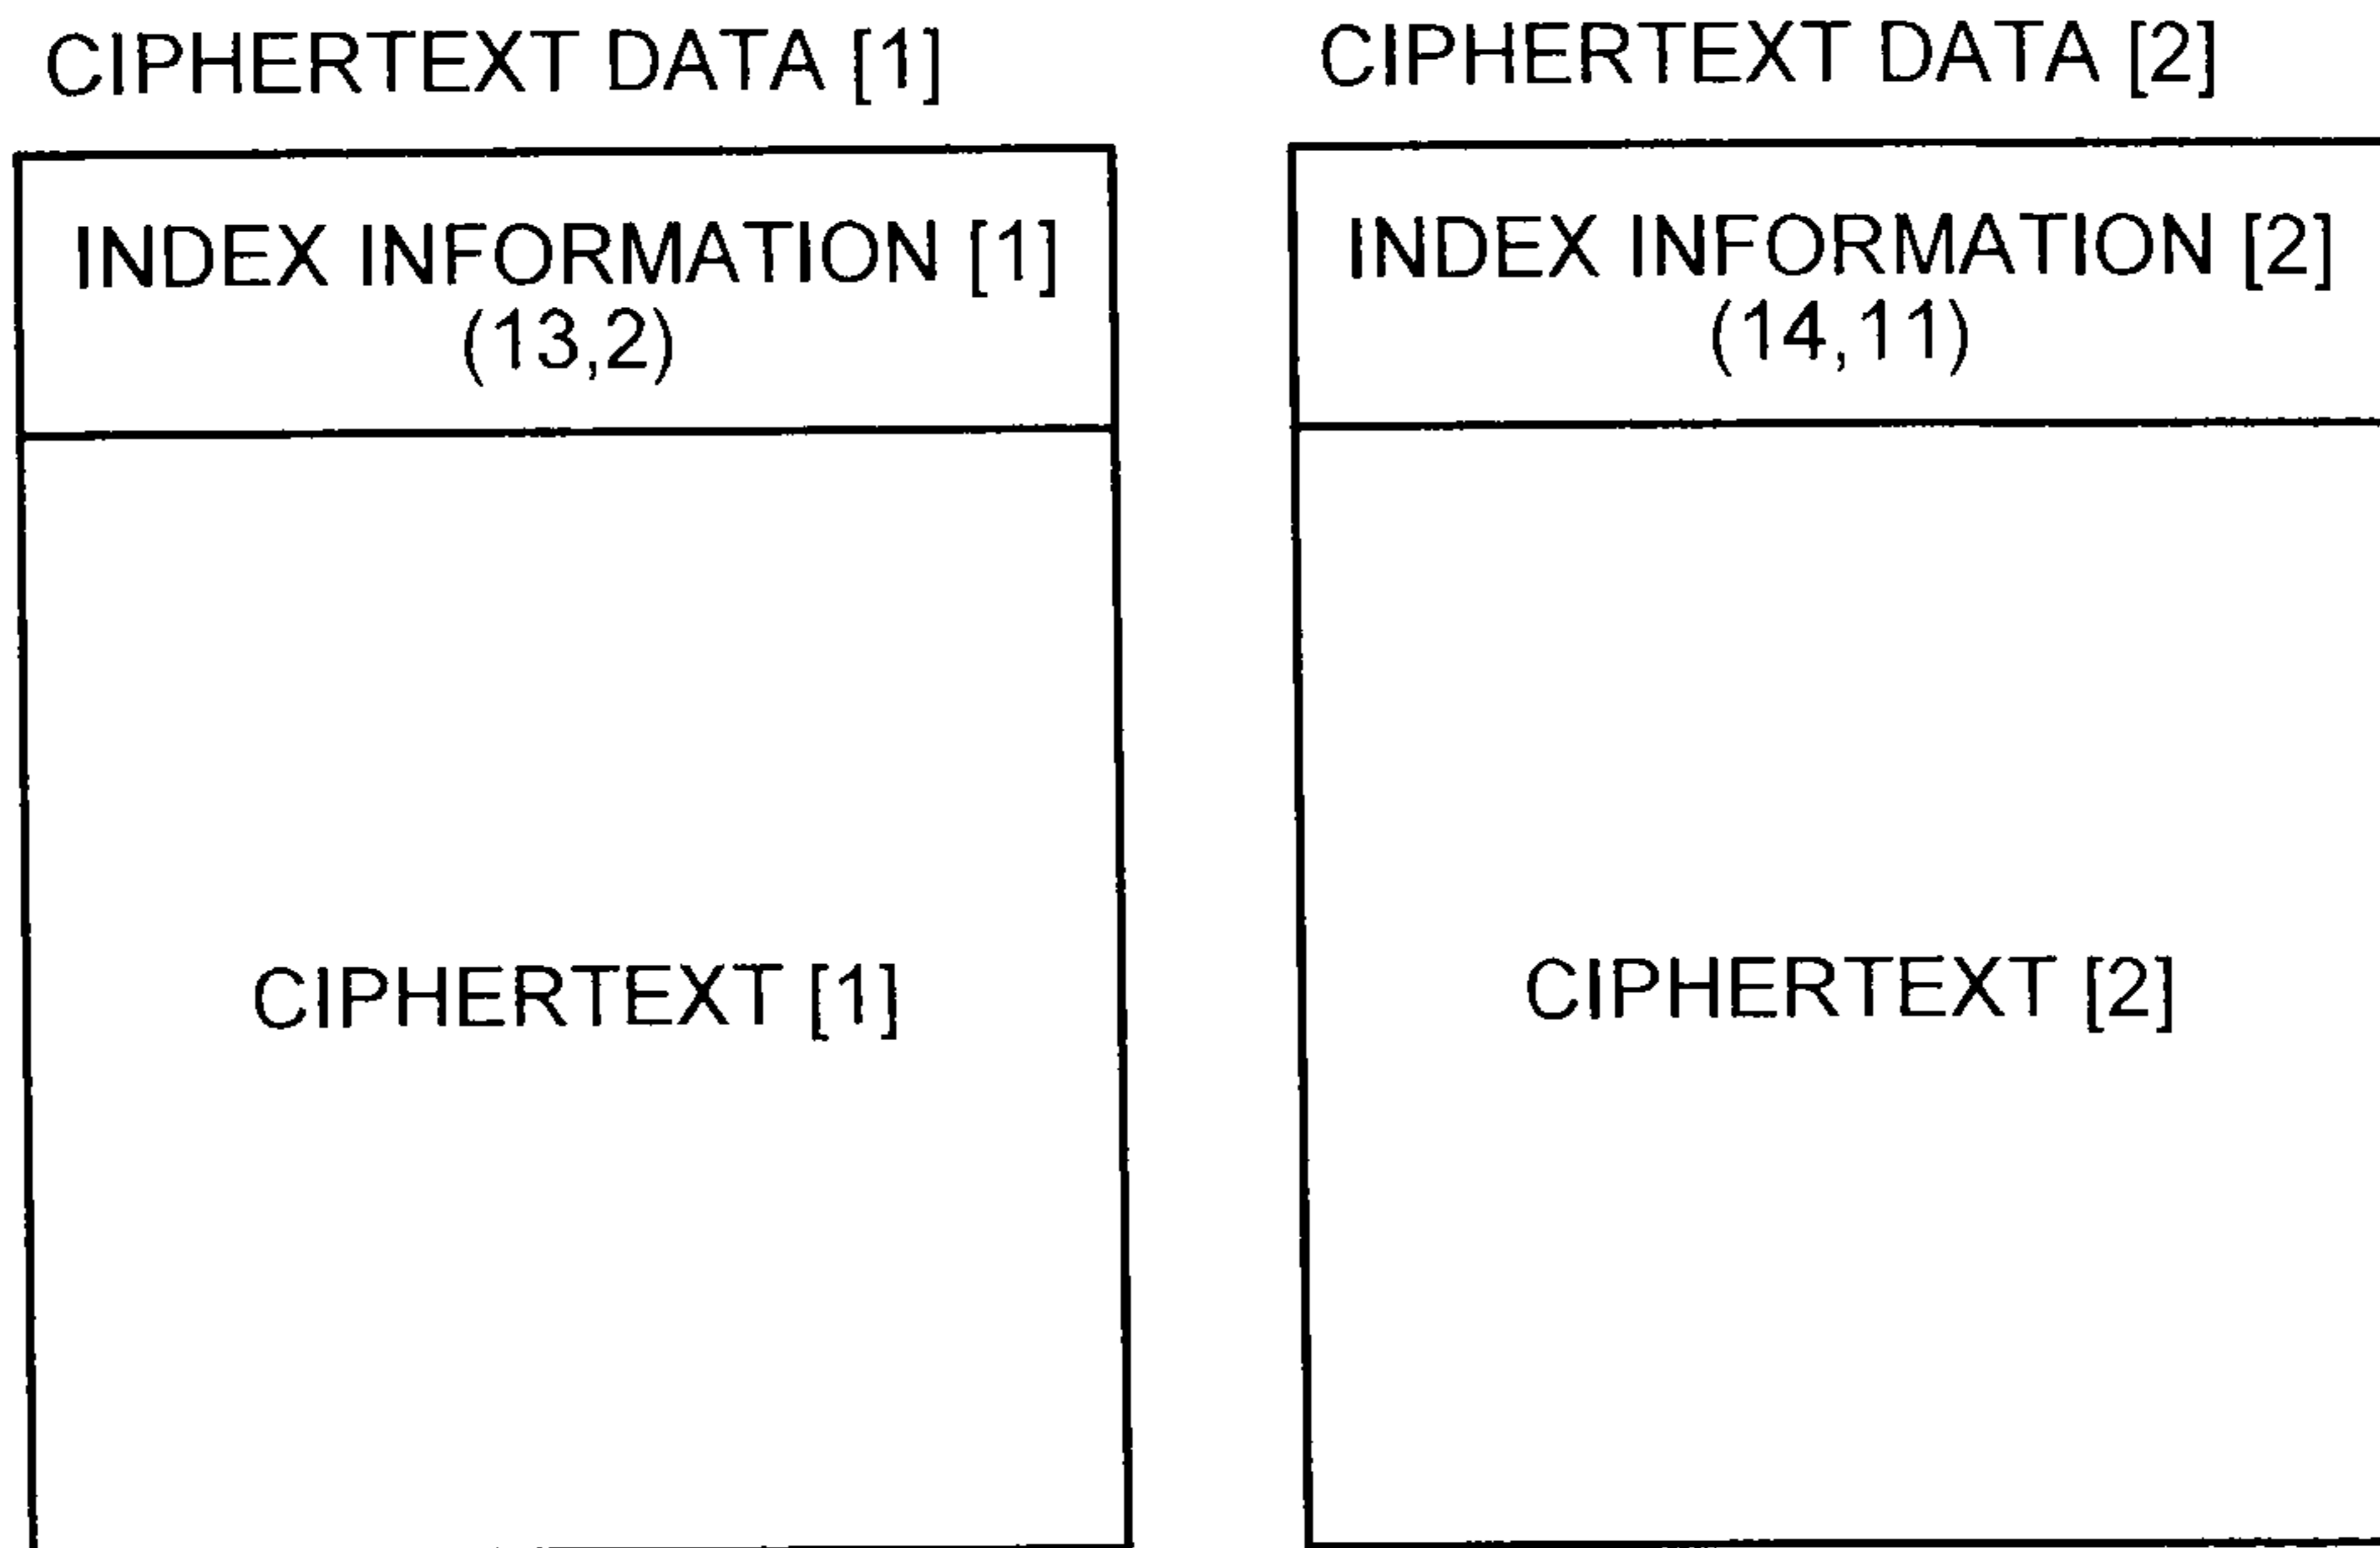 CIPHERTEXT DATA [1]
INDEX INFORMATION [1]
(13,2)
CIPHERTEXT [1]
CIPHERTEXT DATA [2]
INDEX INFORMATION [2]
(14,11)
CIPHERTEXT [2]